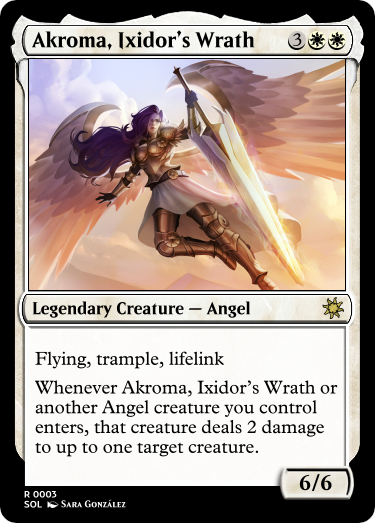 Akroma, Ixidor's Wrath 3
Legendary Creature — Angel
Flying, trample, lifelink
Whenever Akroma, Ixidor's Wrath or
another Angel creature you control
enters, that creature deals 2 damage
to up to one target creature.
6/6
R 0003
SOL Sara González